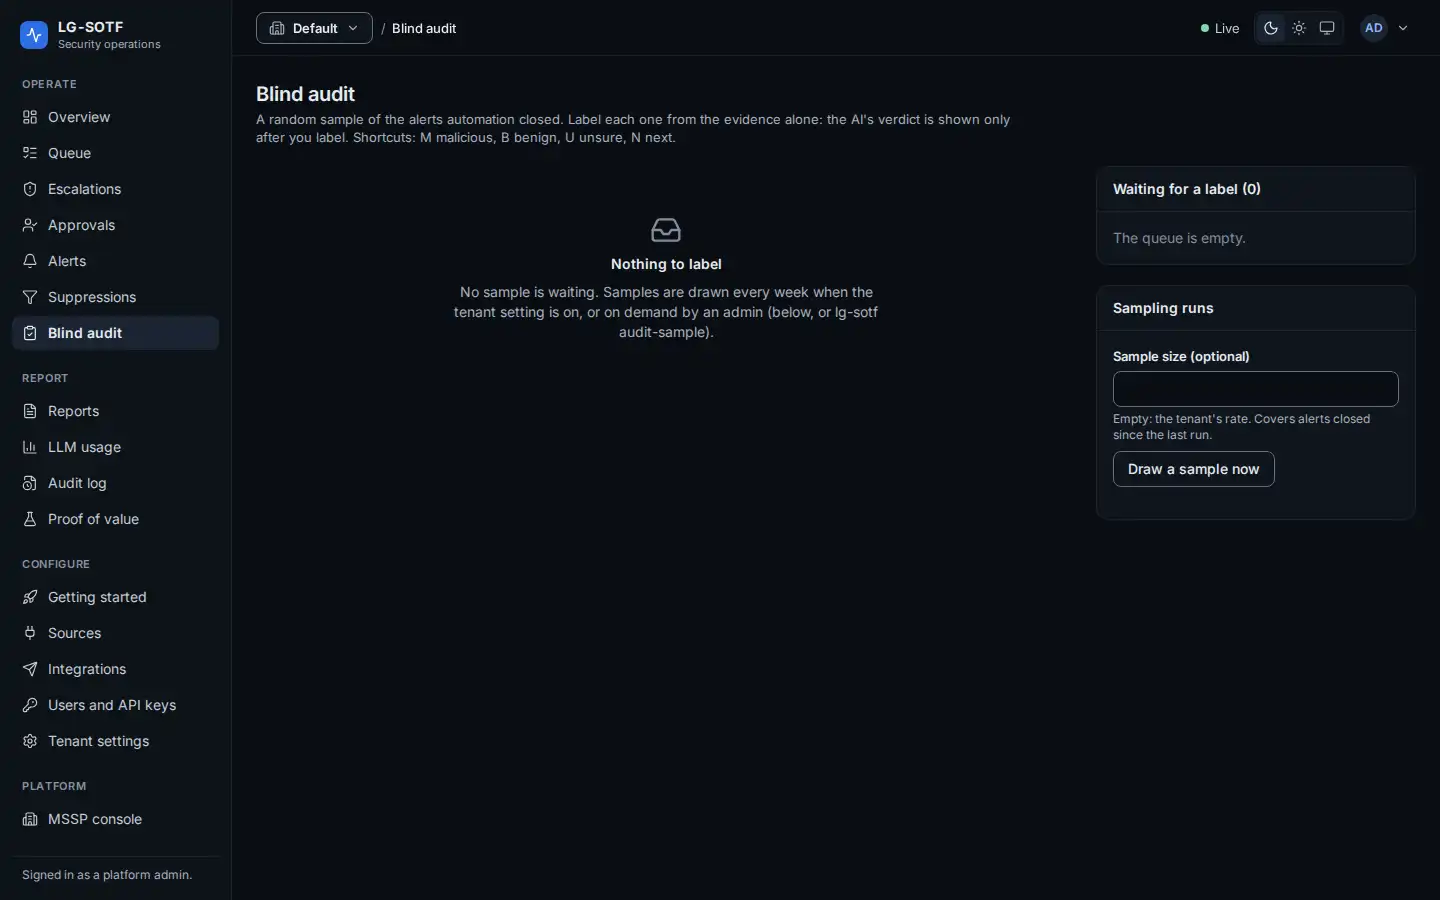 LG-SOTF
Security operations
OPERATE
Overview
Queue
Escalations
Approvals
Alerts
Suppressions
Blind audit
REPORT
Reports
LLM usage
Audit log
Proof of value
CONFIGURE
Getting started
Sources
Integrations
Users and API keys
Tenant settings
PLATFORM
MSSP console
Signed in as a platform admin.
Default / Blind audit
Live
AD
Blind audit
A random sample of the alerts automation closed. Label each one from the evidence alone: the AI's verdict is shown only
after you label. Shortcuts: M malicious, B benign, U unsure, N next.
Nothing to label
No sample is waiting. Samples are drawn every week when the
tenant setting is on, or on demand by an admin (below, or lg-sotf
audit-sample).
Waiting for a label (0)
The queue is empty.
Sampling runs
Sample size (optional)
Empty: the tenant's rate. Covers alerts closed
since the last run.
Draw a sample now